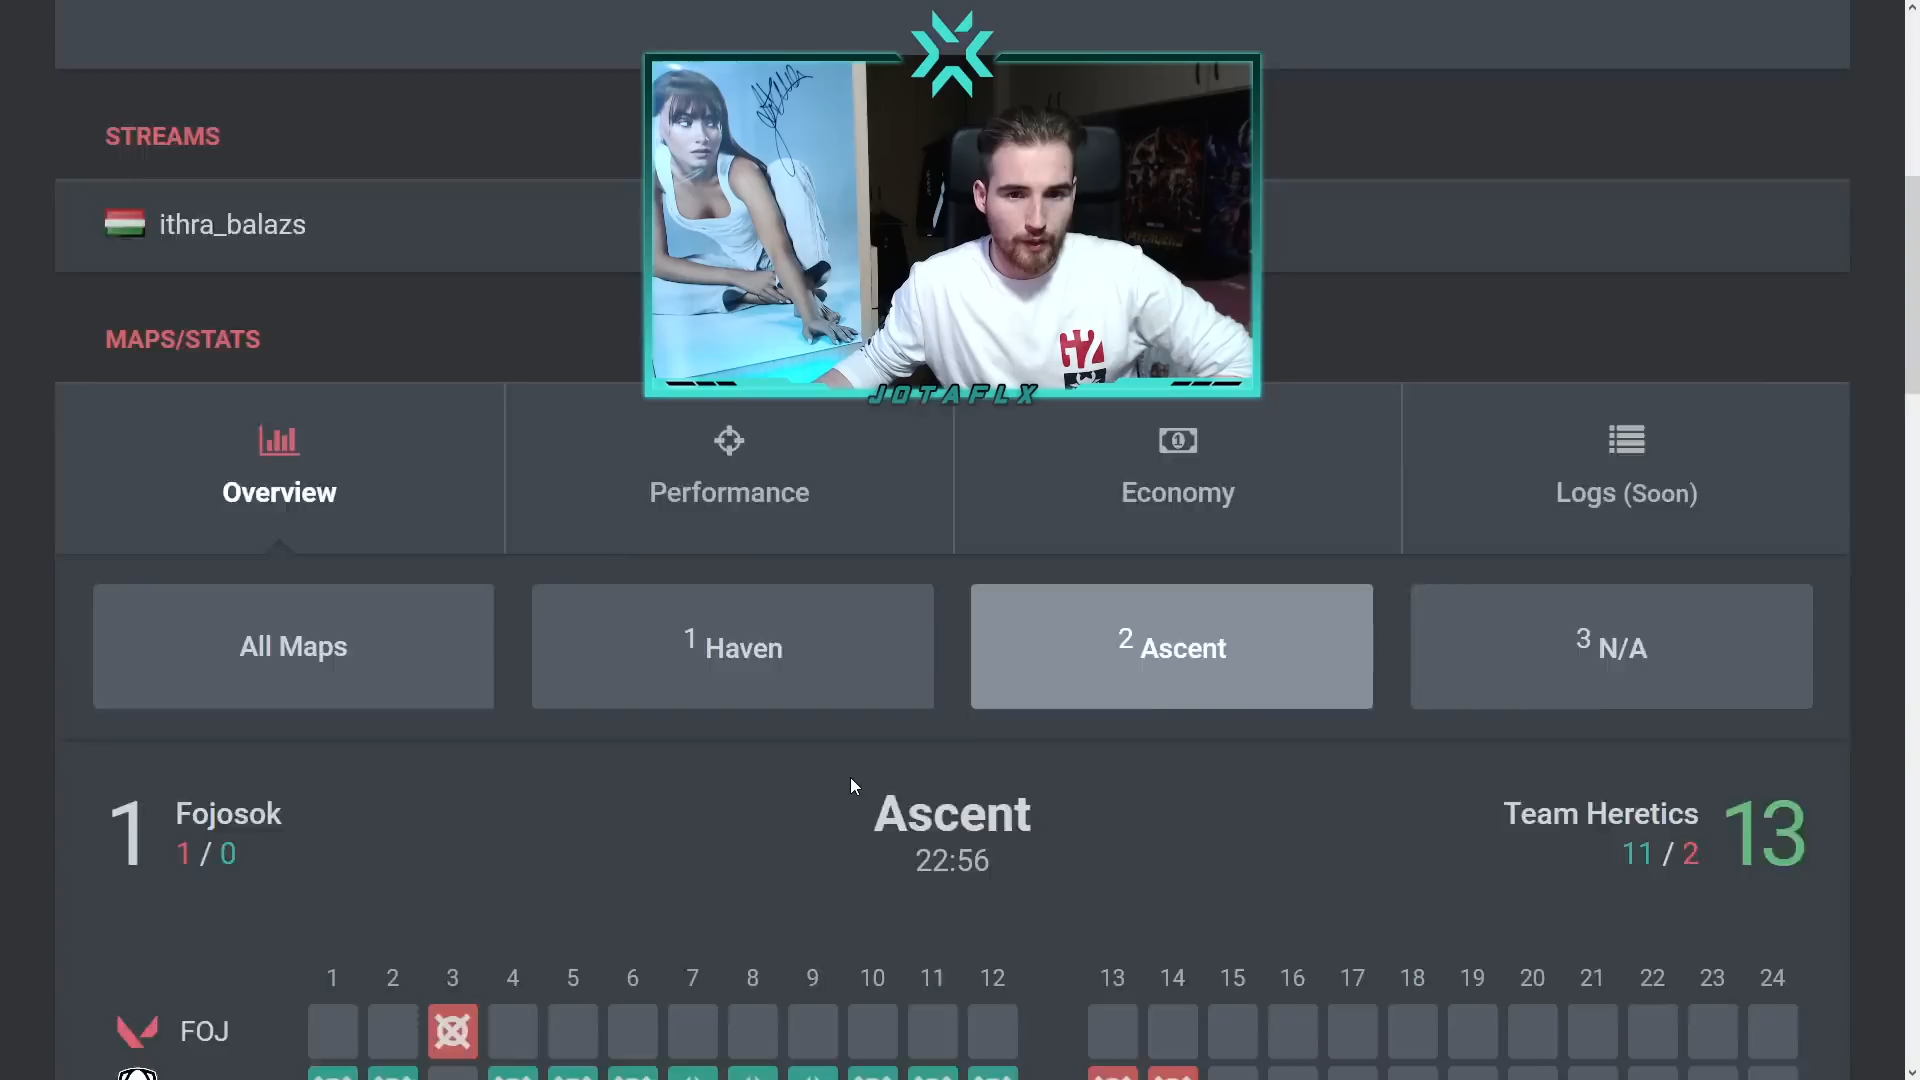 STREAMS
ithra_balazs
MAPS/STATS
JOTAFLX
Overview
Performance
Economy
Logs (Soon)
All Maps
1 Haven
2 Ascent
3 N/A
1
Fojosok
1 / 0
Ascent
22:56
Team Heretics
11 / 2
13
1 2 3 4 5 6 7 8 9 10 11 12 13 14 15 16 17 18 19 20 21 22 23 24
FOJ